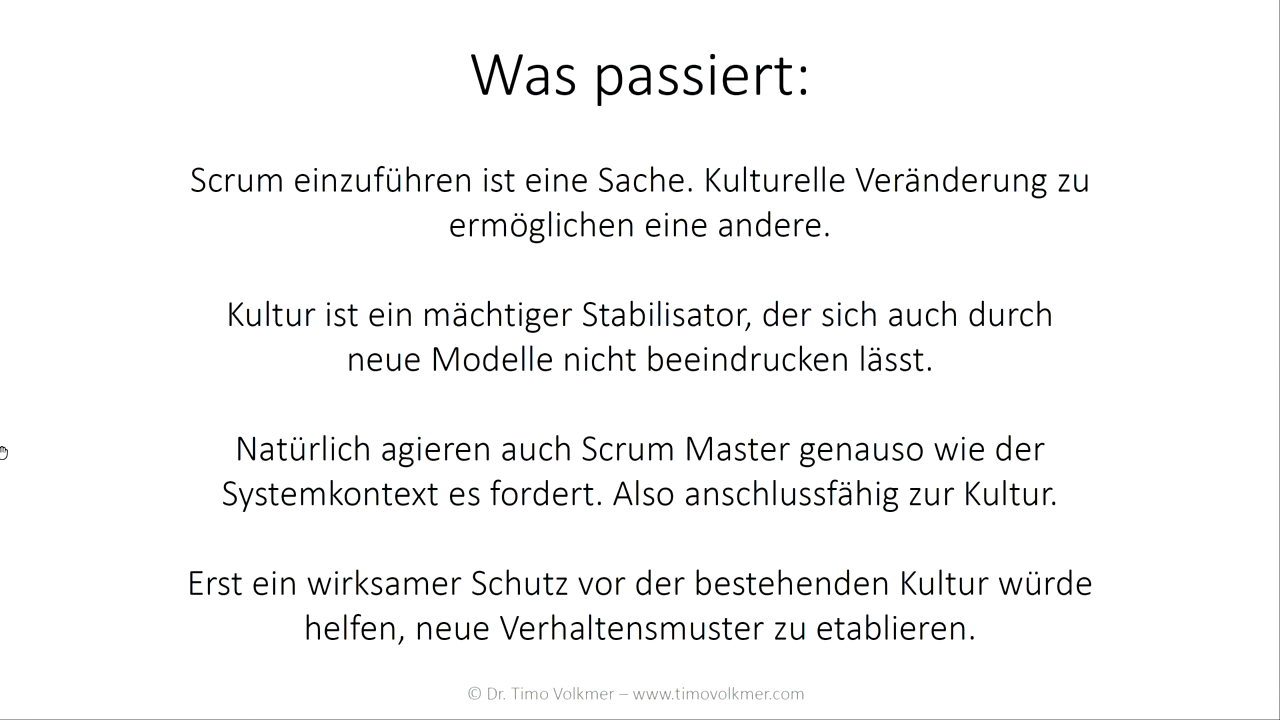 Was passiert:
Scrum einzuführen ist eine Sache. Kulturelle Veränderung zu
ermöglichen eine andere.
Kultur ist ein mächtiger Stabilisator, der sich auch durch
neue Modelle nicht beeindrucken lässt.
Natürlich agieren auch Scrum Master genauso wie der
Systemkontext es fordert. Also anschlussfähig zur Kultur.
Erst ein wirksamer Schutz vor der bestehenden Kultur würde
helfen, neue Verhaltensmuster zu etablieren.
© Dr. Timo Volkmer – www.timovolkmer.com